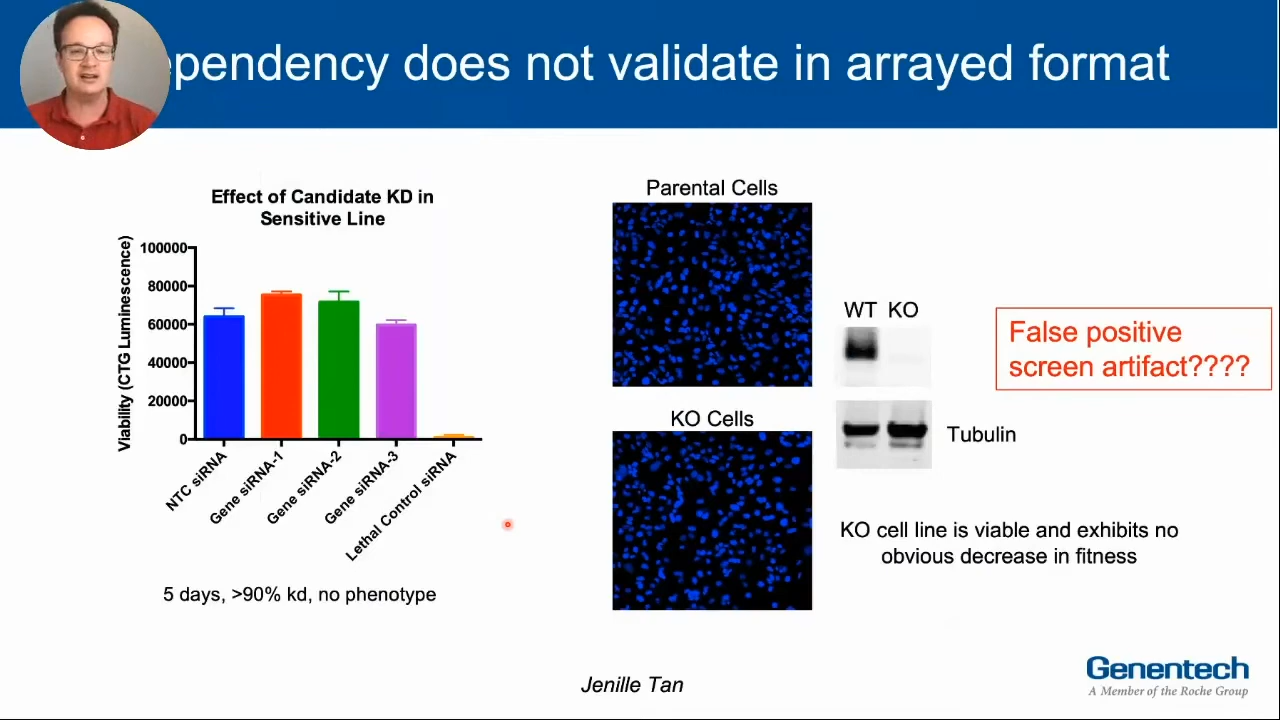 ependency does not validate in arrayed format
Effect of Candidate KD in
Sensitive Line
Viability (CTG Luminescence)
100000
80000
60000
40000
20000
0
NTC siRNA
Gene siRNA-1
Gene siRNA-2
Gene siRNA-3
Lethal Control siRNA
5 days, >90% kd, no phenotype
Parental Cells
KO Cells
WT KO
Tubulin
False positive
screen artifact????
KO cell line is viable and exhibits no
obvious decrease in fitness
Jenille Tan
Genentech
A Member of the Roche Group